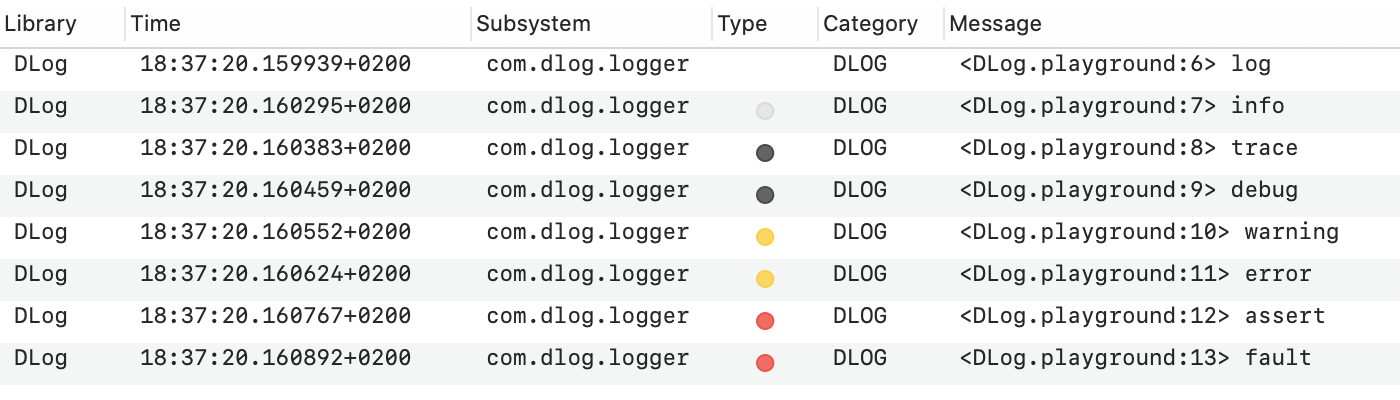 Library Time Subsystem Type Category Message
DLog 18:37:20.159939+0200 com.dlog.logger DLOG <DLog.playground:6> log
DLog 18:37:20.160295+0200 com.dlog.logger DLOG <DLog.playground:7> info
DLog 18:37:20.160383+0200 com.dlog.logger DLOG <DLog.playground:8> trace
DLog 18:37:20.160459+0200 com.dlog.logger DLOG <DLog.playground:9> debug
DLog 18:37:20.160552+0200 com.dlog.logger DLOG <DLog.playground:10> warning
DLog 18:37:20.160624+0200 com.dlog.logger DLOG <DLog.playground:11> error
DLog 18:37:20.160767+0200 com.dlog.logger DLOG <DLog.playground:12> assert
DLog 18:37:20.160892+0200 com.dlog.logger DLOG <DLog.playground:13> fault